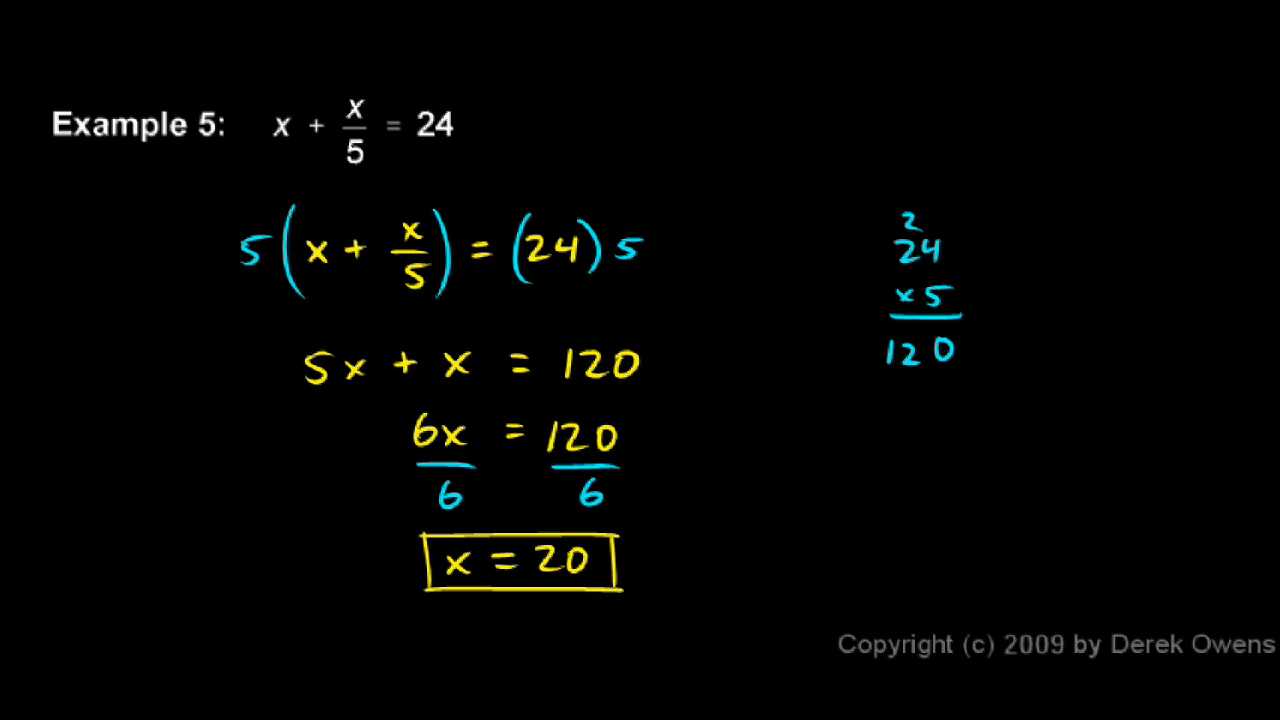 Example 5: x + x/5 = 24
5(x + x/5) = (24)5
5x + x = 120
6x = 120
6 6
x = 20
2
24
x5
120
Copyright (c) 2009 by Derek Owens